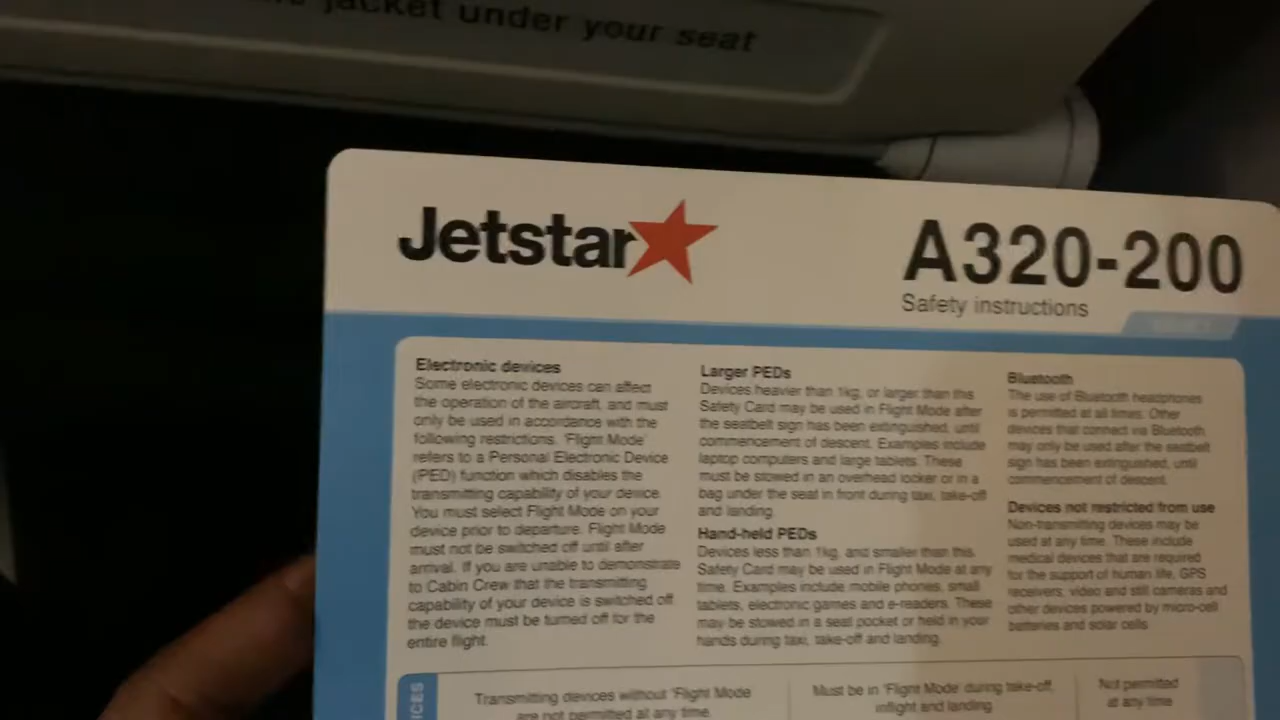 jacket under your seat
Jetstar
A320-200
Safety instructions
Electronic devices
Some electronic devices can affect
the operation of the aircraft, and must
only be used in accordance with the
following restrictions. 'Flight Mode'
refers to a Personal Electronic Device
(PED) function which disables the
transmitting capability of your device.
You must select Flight Mode on your
device prior to departure. Flight Mode
must not be switched off until after
arrival. If you are unable to demonstrate
to Cabin Crew that the transmitting
capability of your device is switched off
the device must be turned off for the
entire flight.
Larger PEDs
Devices heavier than 1kg, or larger than this
Safety Card may be used in Flight Mode after
the seatbelt sign has been extinguished, until
commencement of descent. Examples include
laptop computers and large tablets. These
must be stowed in an overhead locker or in a
bag under the seat in front during taxi, take-off
and landing.
Hand-held PEDs
Devices less than 1kg, and smaller than this
Safety Card may be used in Flight Mode at any
time. Examples include mobile phones, small
tablets, electronic games and e-readers. These
may be stowed in a seat pocket or held in your
hands during taxi, take-off and landing.
Bluetooth
The use of Bluetooth headphones
is permitted at all times. Other
devices that connect via Bluetooth
may only be used after the seatbelt
sign has been extinguished, until
commencement of descent.
Devices not restricted from use
Non-transmitting devices may be
used at any time. These include
medical devices that are required
for the support of human life, GPS
receivers, video and still cameras and
other devices powered by micro-cell
batteries and solar cells.
Transmitting devices without 'Flight Mode
are not permitted at any time
Must be in 'Flight Mode' during take-off,
inflight and landing
Not permitted
at any time